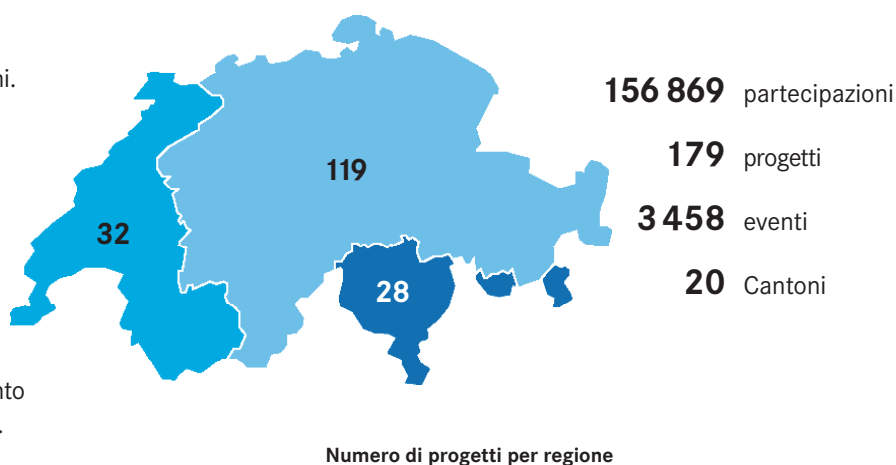 ni.
156 869 partecipazioni
119
179 progetti
32
3 458 eventi
28
20 Cantoni
nto
.
Numero di progetti per regione